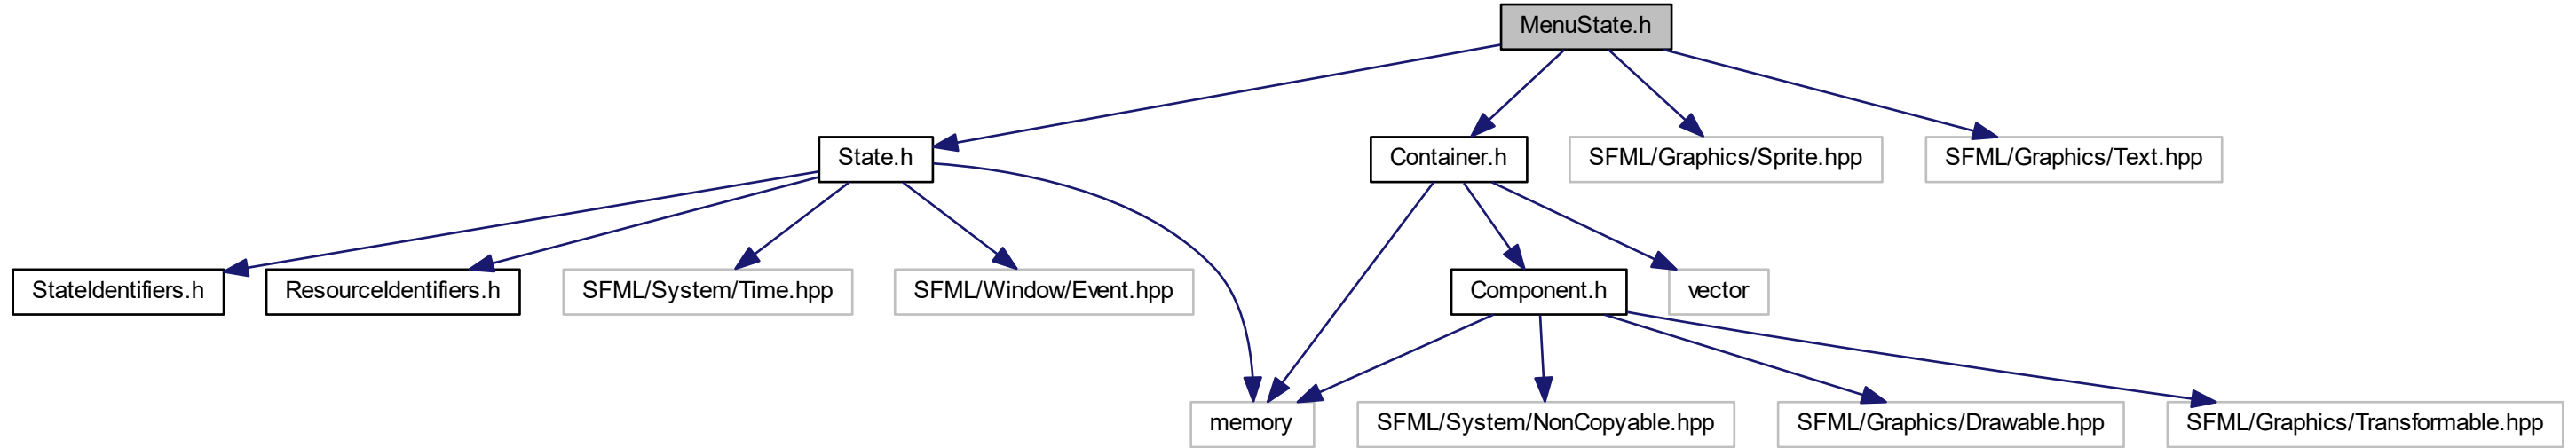 MenuState.h
State.h
Container.h
SFML/Graphics/Sprite.hpp
SFML/Graphics/Text.hpp
StateIdentifiers.h
ResourceIdentifiers.h
SFML/System/Time.hpp
SFML/Window/Event.hpp
Component.h
vector
memory
SFML/System/NonCopyable.hpp
SFML/Graphics/Drawable.hpp
SFML/Graphics/Transformable.hpp